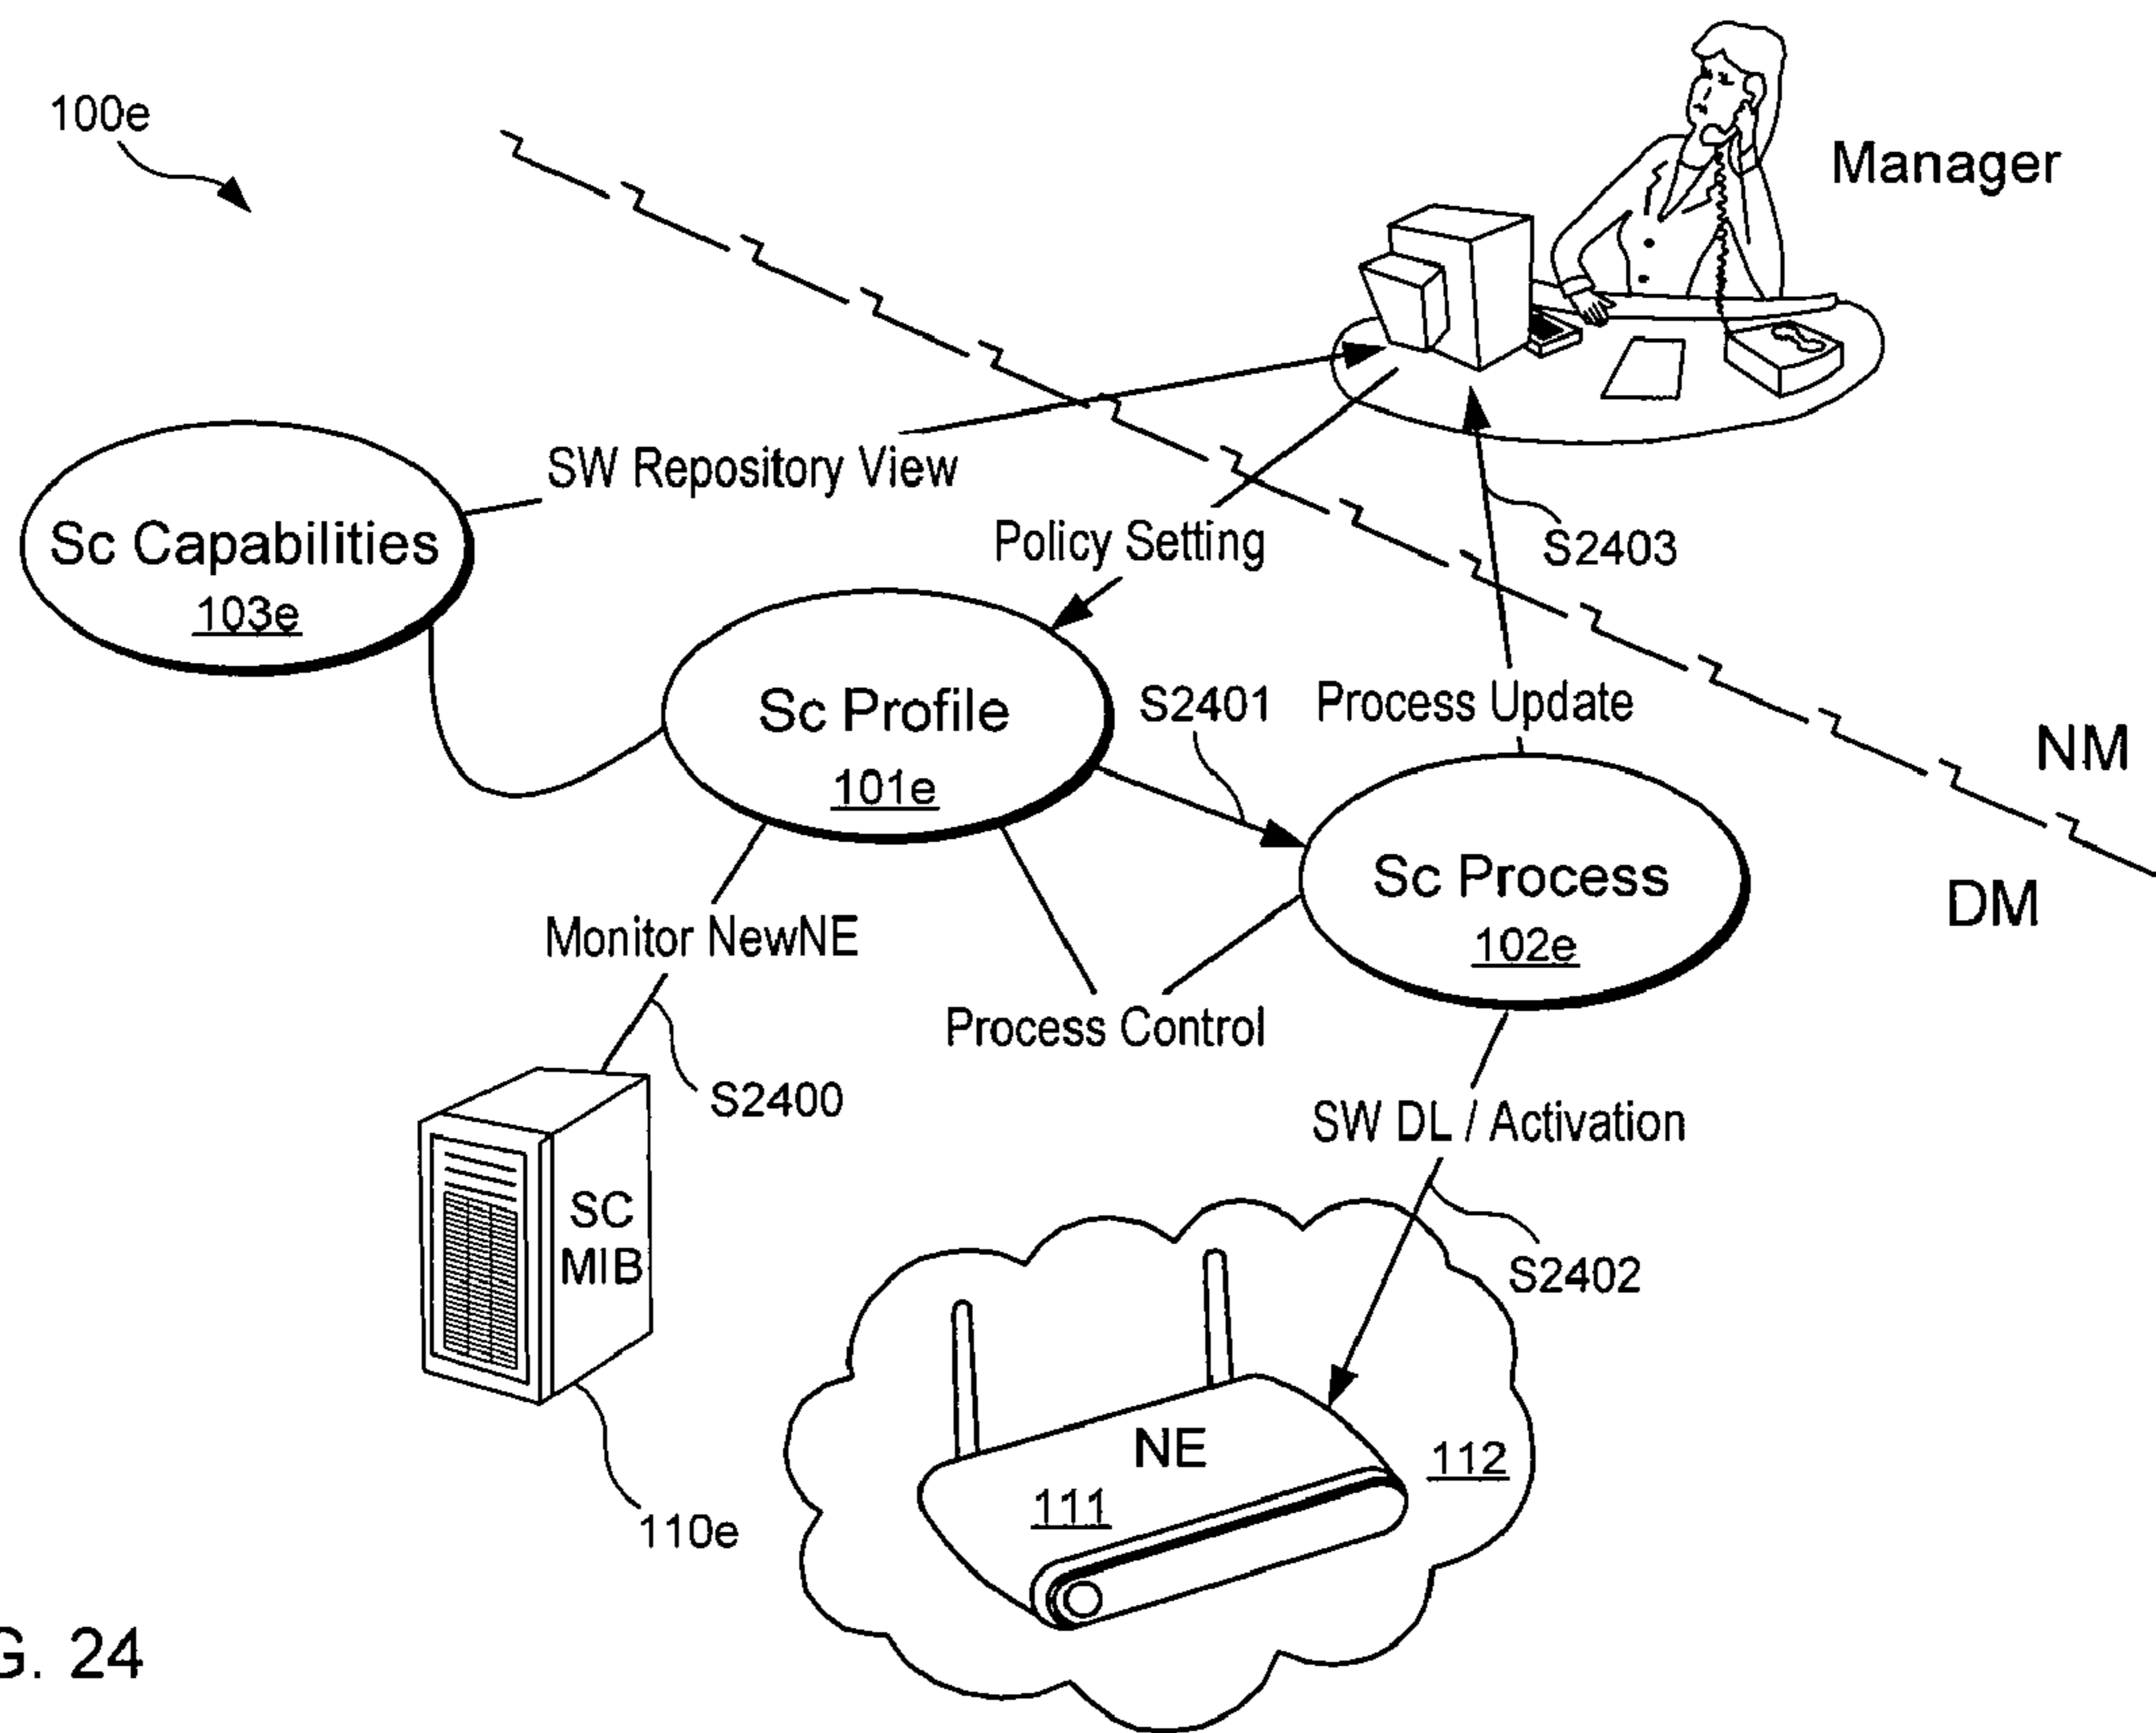 100e
Manager
SW Repository View
Sc Capabilities
103e
Policy Setting
S2403
Sc Profile
101e
S2401
Process Update
NM
Sc Process
102e
DM
Monitor NewNE
Process Control
S2400
SW DL / Activation
SC
MIB
S2402
NE
111
112
110e
G. 24